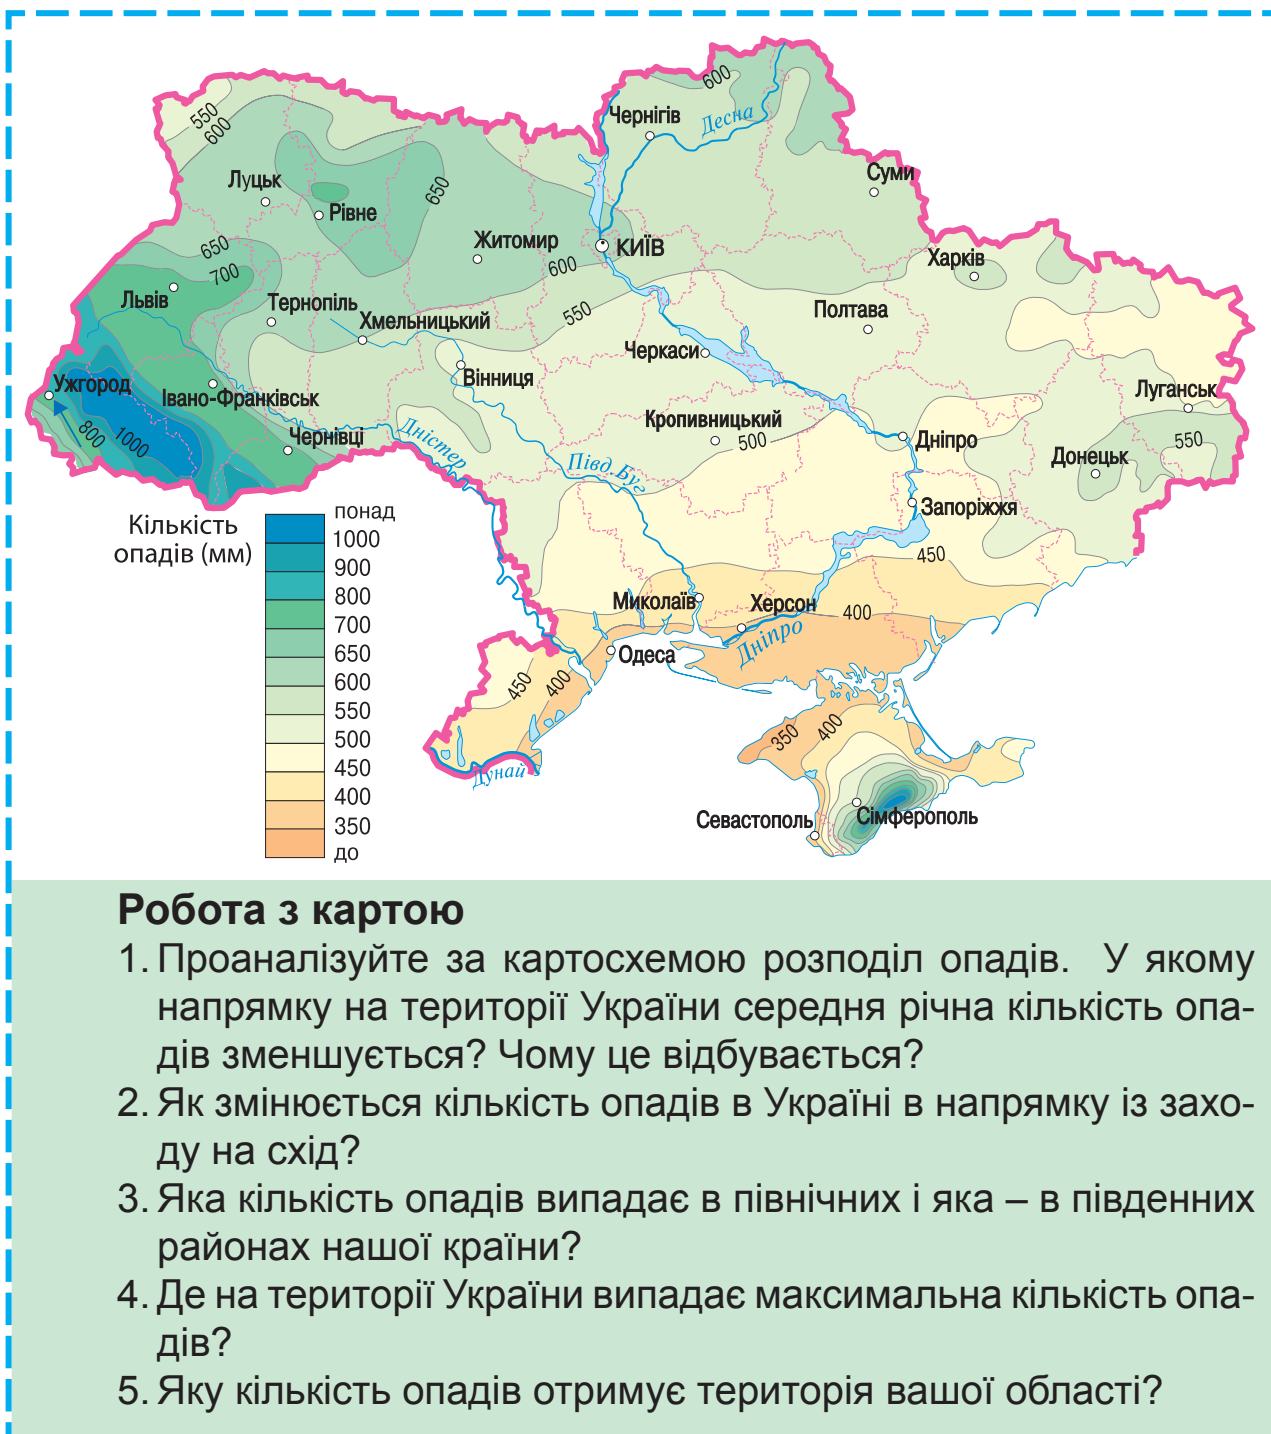 600
550
600
Чернігів
Десна
Суми
Луцьк
650
Рівне
650
Житомир
КИЇВ
600
Харків
700
Львів
Тернопіль
550
Хмельницький
Полтава
Черкаси
Вінниця
Ужгород
Івано-Франківськ
Луганськ
800
1000
Чернівці
Дністер
Кропивницький
500
Дніпро
550
Донецьк
Півд. Буг
Запоріжжя
Кількість
опадів (мм)
понад
1000
900
800
700
650
600
550
500
450
400
350
до
450
Миколаїв
Херсон
400
Дніпро
Одеса
450
400
350
400
Дунай
Севастополь
Сімферополь
Робота з картою
1. Проаналізуйте за картосхемою розподіл опадів. У якому
напрямку на території України середня річна кількість опа-
дів зменшується? Чому це відбувається?
2. Як змінюється кількість опадів в Україні в напрямку із захо-
ду на схід?
3. Яка кількість опадів випадає в північних і яка – в південних
районах нашої країни?
4. Де на території України випадає максимальна кількість опа-
дів?
5. Яку кількість опадів отримує територія вашої області?